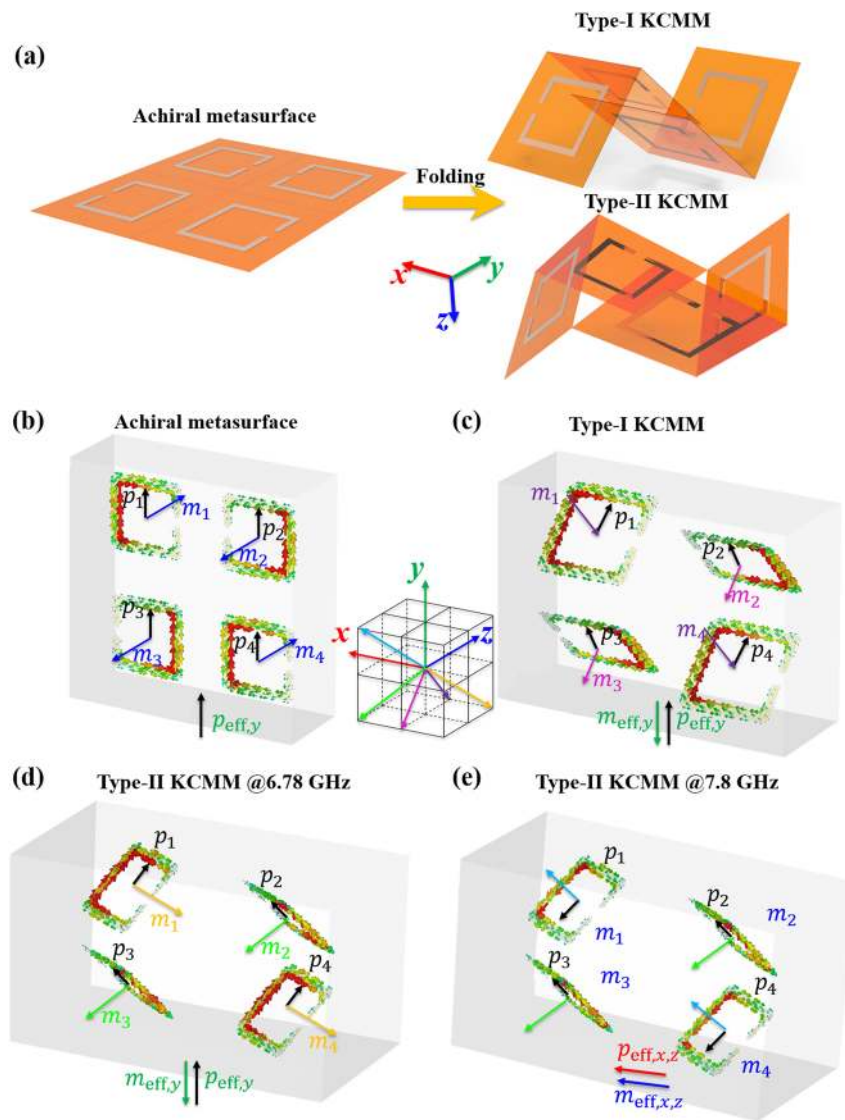 (a)
Type-I KCMM
Achiral metasurface
Folding
Type-II KCMM
x
y
z
(b)
Achiral metasurface
(c)
Type-I KCMM
p1
m1
p2
m2
p3
m3
p4
m4
peff,y
y
x
z
m1
p1
p2
m2
p3
m3
m4
p4
meff,y
peff,y
(d)
Type-II KCMM @6.78 GHz
(e)
Type-II KCMM @7.8 GHz
p1
m1
p2
m2
p3
m3
p4
m4
meff,y
peff,y
p1
m1
p2
m2
p3
m3
p4
m4
peff,x,z
meff,x,z